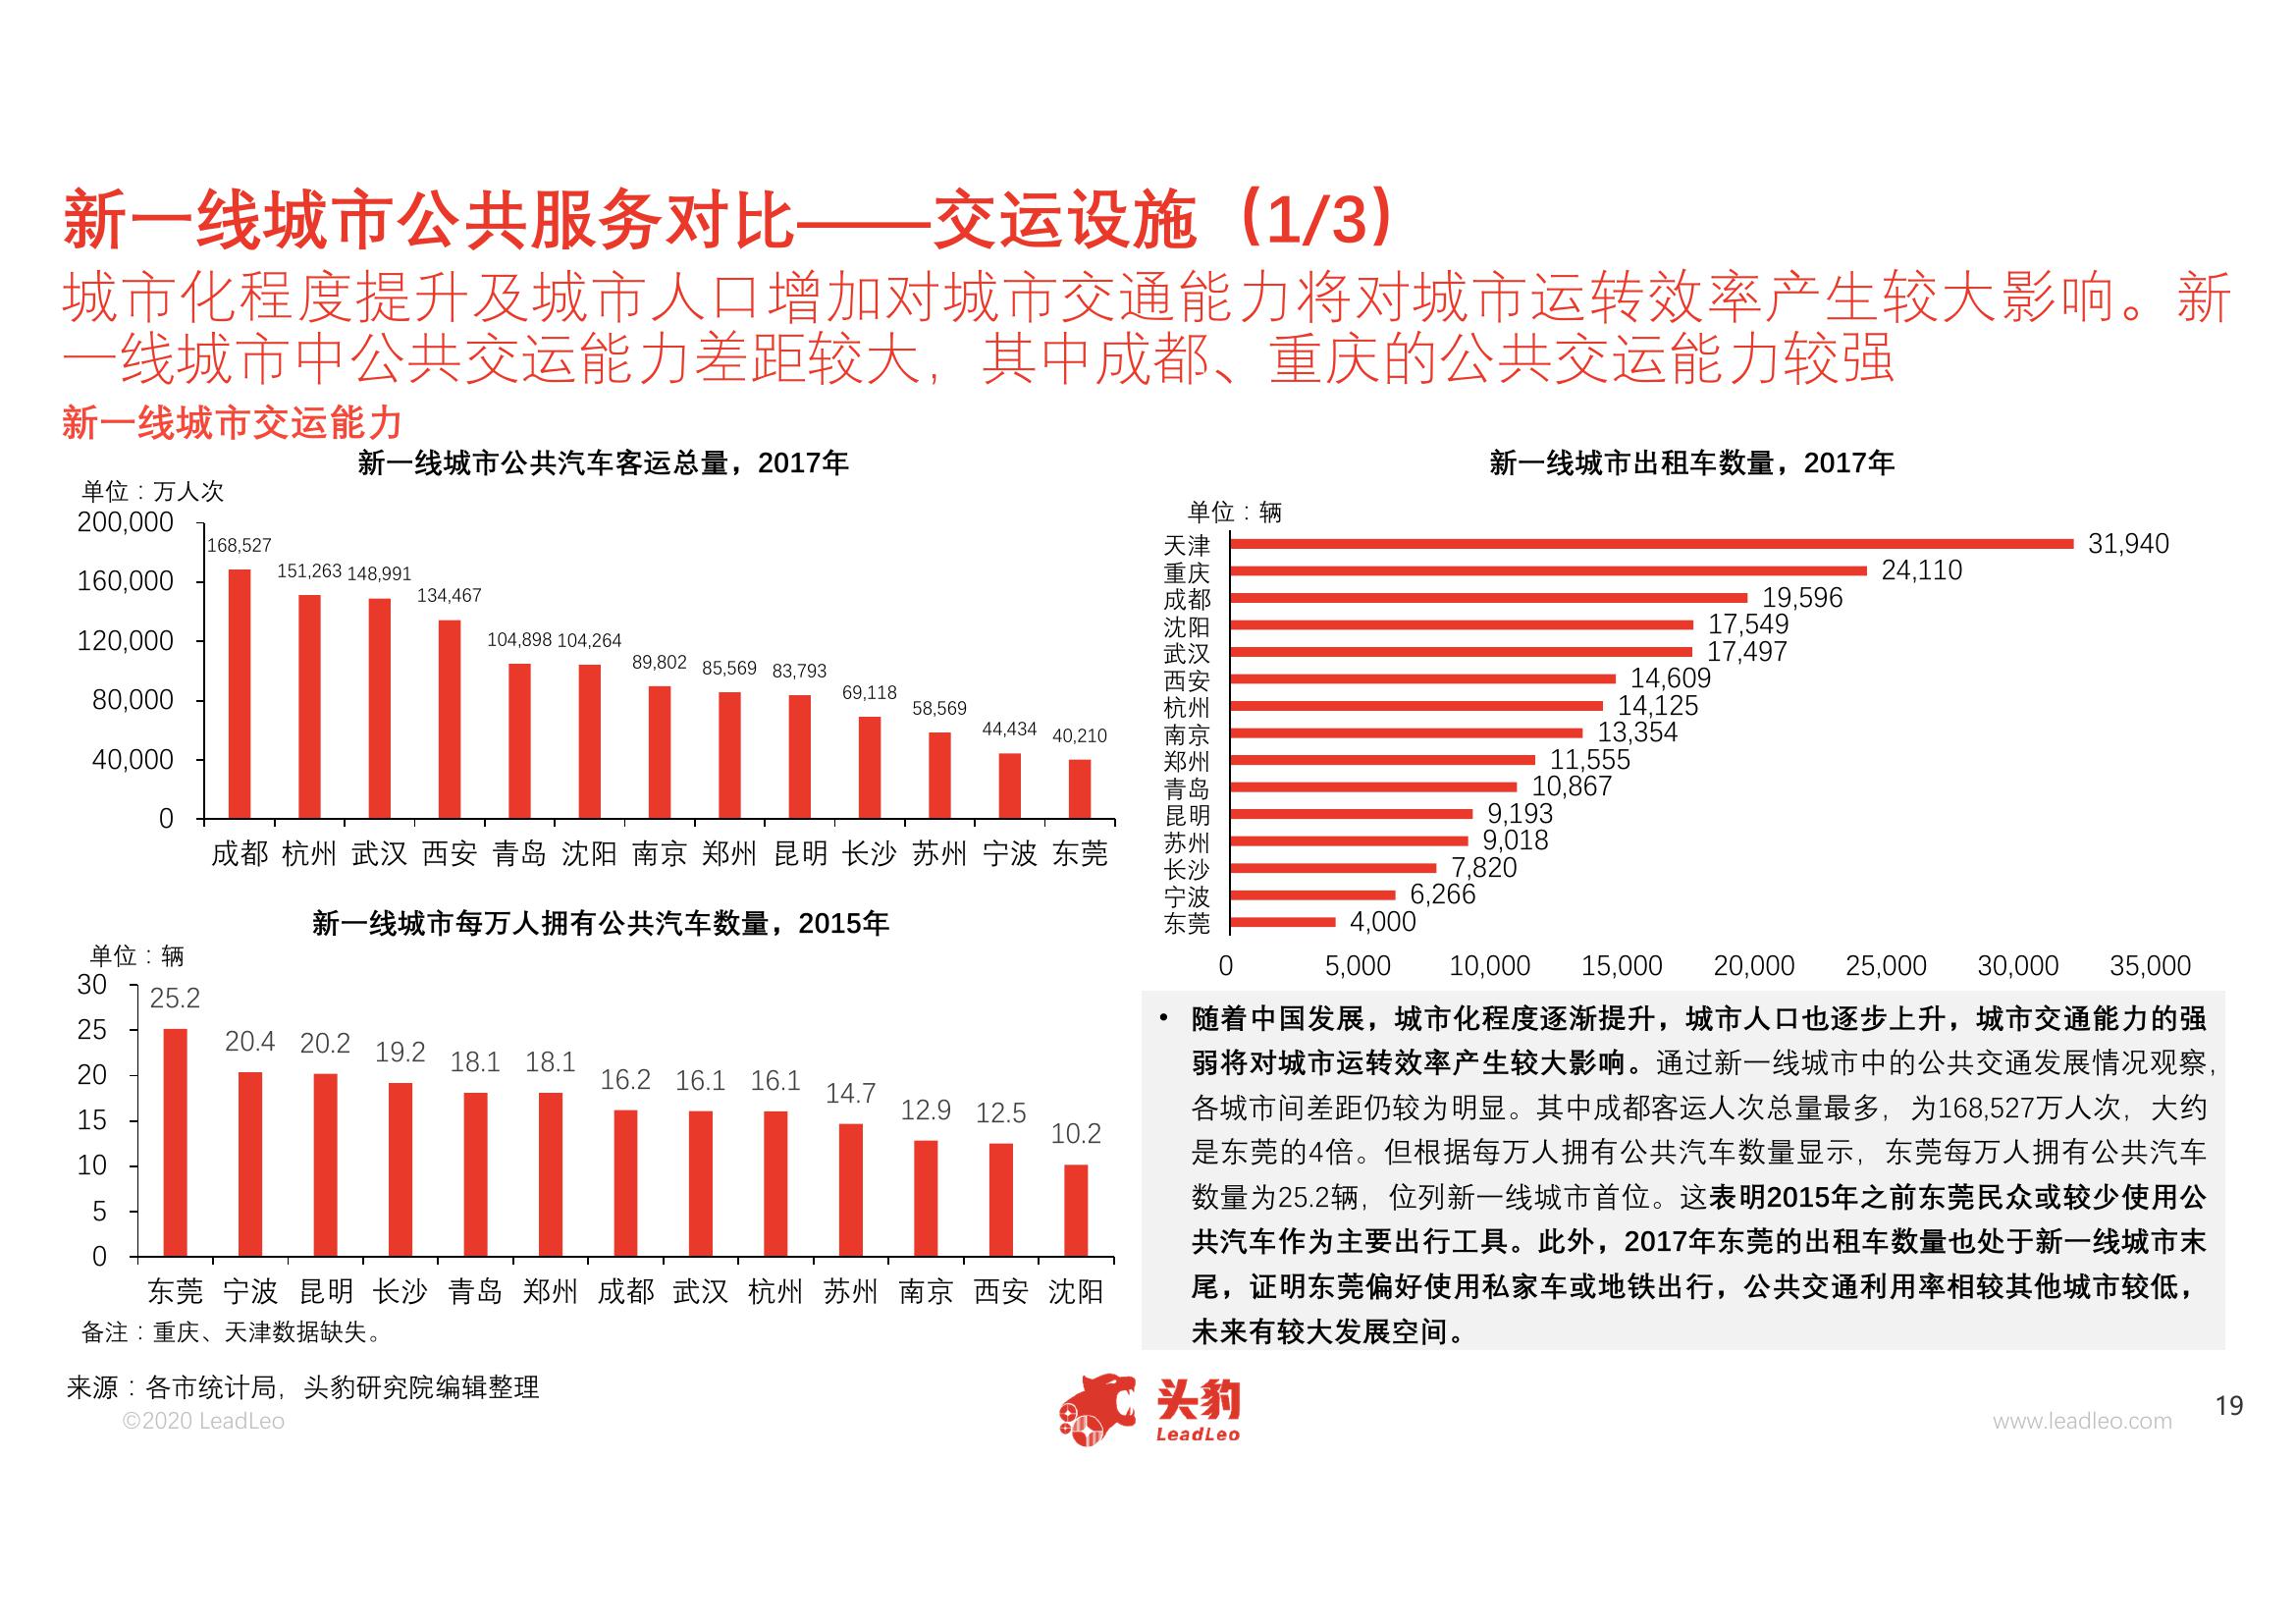 新一线城市公共服务对比——交运设施（1/3）
城市化程度提升及城市人口增加对城市交通能力将对城市运转效率产生较大影响。新
一线城市中公共交运能力差距较大，其中成都、重庆的公共交运能力较强
新一线城市交运能力
新一线城市公共汽车客运总量，2017年
单位：万人次
200,000
160,000
120,000
80,000
40,000
0
168,527
151,263
148,991
134,467
104,898
104,264
89,802
85,569
83,793
69,118
58,569
44,434
40,210
成都 杭州 武汉 西安 青岛 沈阳 南京 郑州 昆明 长沙 苏州 宁波 东莞
新一线城市每万人拥有公共汽车数量，2015年
单位：辆
30
25
20
15
10
5
0
25.2
20.4
20.2
19.2
18.1
18.1
16.2
16.1
16.1
14.7
12.9
12.5
10.2
东莞 宁波 昆明 长沙 青岛 郑州 成都 武汉 杭州 苏州 南京 西安 沈阳
备注：重庆、天津数据缺失。
新一线城市出租车数量，2017年
单位：辆
天津 31,940
重庆 24,110
成都 19,596
沈阳 17,549
武汉 17,497
西安 14,609
杭州 14,125
南京 13,354
郑州 11,555
青岛 10,867
昆明 9,193
苏州 9,018
长沙 7,820
宁波 6,266
东莞 4,000
0 5,000 10,000 15,000 20,000 25,000 30,000 35,000
• 随着中国发展，城市化程度逐渐提升，城市人口也逐步上升，城市交通能力的强
弱将对城市运转效率产生较大影响。通过新一线城市中的公共交通发展情况观察，
各城市间差距仍较为明显。其中成都客运人次总量最多，为168,527万人次，大约
是东莞的4倍。但根据每万人拥有公共汽车数量显示，东莞每万人拥有公共汽车
数量为25.2辆，位列新一线城市首位。这表明2015年之前东莞民众或较少使用公
共汽车作为主要出行工具。此外，2017年东莞的出租车数量也处于新一线城市末
尾，证明东莞偏好使用私家车或地铁出行，公共交通利用率相较其他城市较低，
未来有较大发展空间。
来源：各市统计局，头豹研究院编辑整理
©2020 LeadLeo
头豹
LeadLeo
www.leadleo.com
19